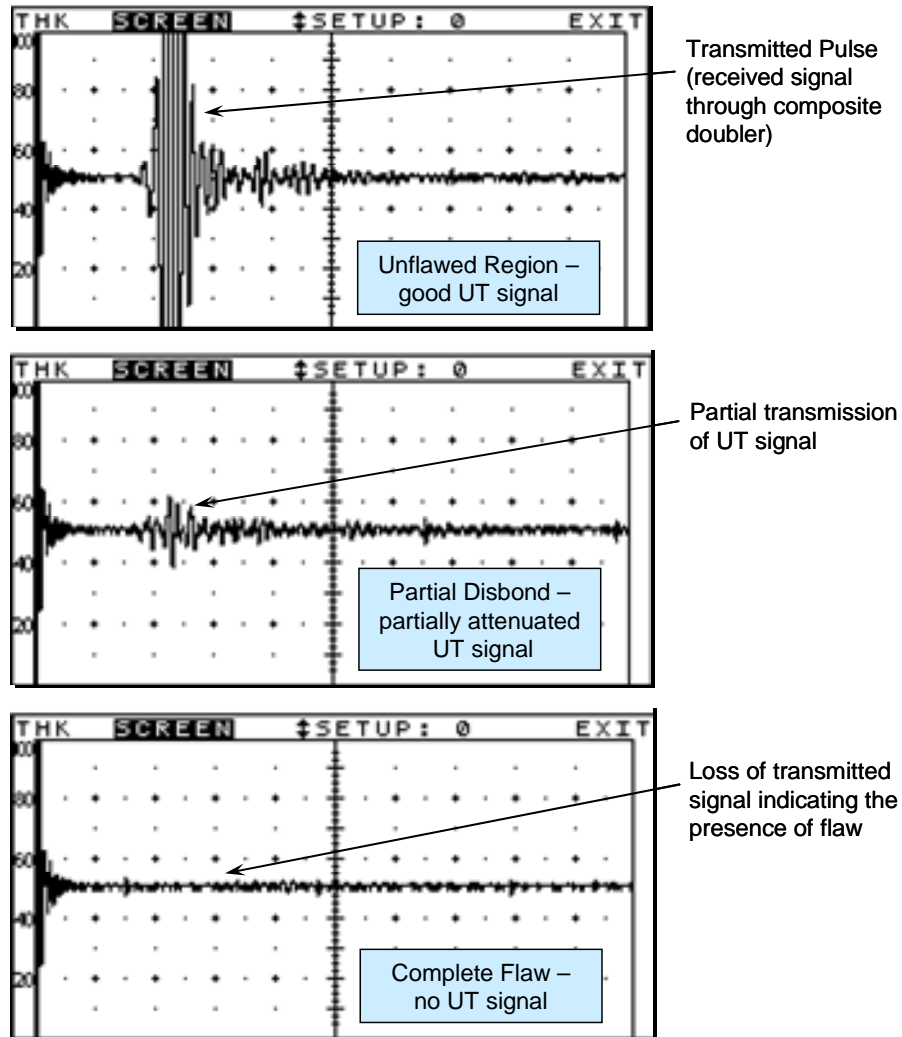 THK SCREEN ⇕SETUP: 0 EXIT
100
80
60
40
20
Transmitted Pulse
(received signal
through composite
doubler)
Unflawed Region –
good UT signal
THK SCREEN ⇕SETUP: 0 EXIT
100
80
60
40
20
Partial transmission
of UT signal
Partial Disbond –
partially attenuated
UT signal
THK SCREEN ⇕SETUP: 0 EXIT
100
80
60
40
20
Loss of transmitted
signal indicating the
presence of flaw
Complete Flaw –
no UT signal